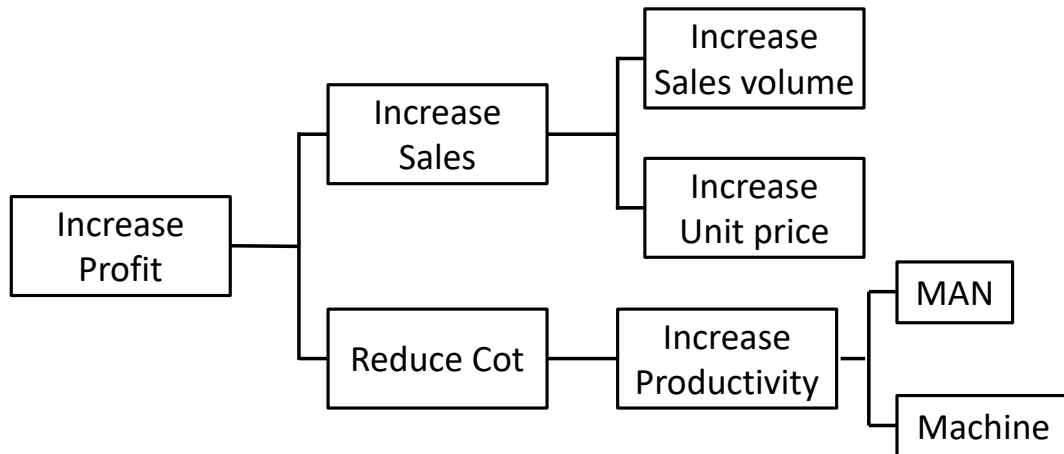 Increase
Profit
Increase
Sales
Increase
Sales volume
Increase
Unit price
Reduce Cot
Increase
Productivity
MAN
Machine